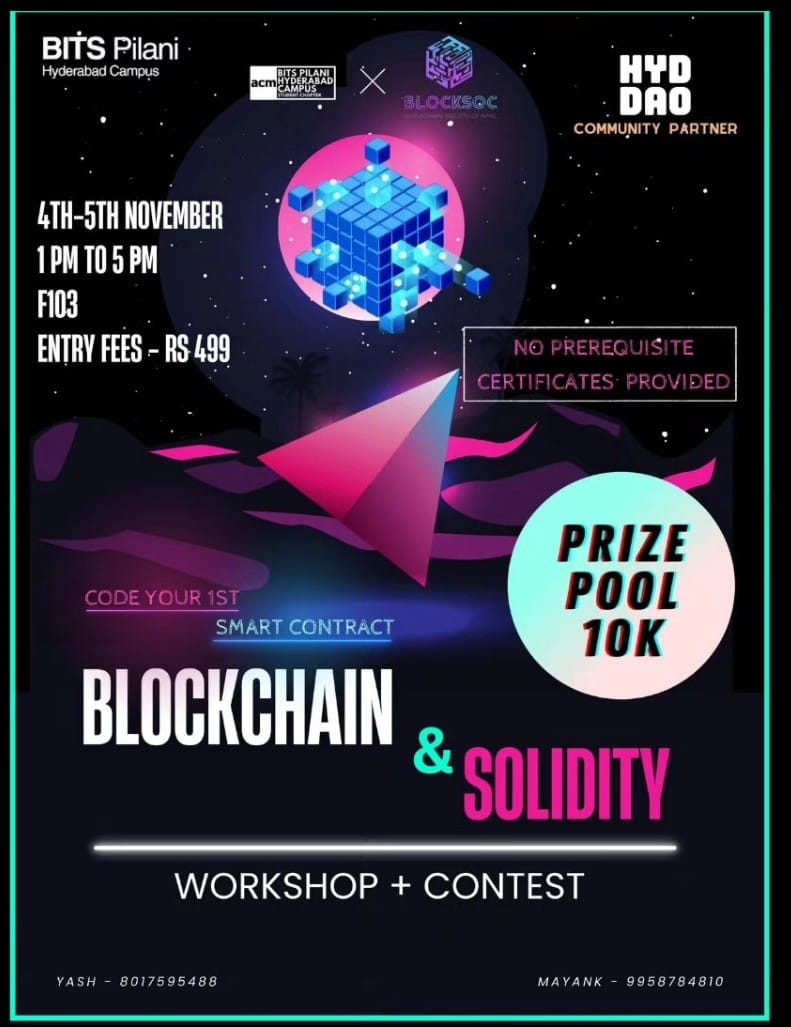 BITS Pilani
Hyderabad Campus
acm
BITS PILANI
HYDERABAD
CAMPUS
STUDENT CHAPTER
BLOCKSOC
HYD
DAO
COMMUNITY PARTNER
4TH-5TH NOVEMBER
1 PM TO 5 PM
F103
ENTRY FEES - RS 499
NO PREREQUISITE
CERTIFICATES PROVIDED
PRIZE
POOL
10K
CODE YOUR 1ST
SMART CONTRACT
BLOCKCHAIN
&
SOLIDITY
WORKSHOP + CONTEST
YASH - 8017595488
MAYANK - 9958784810